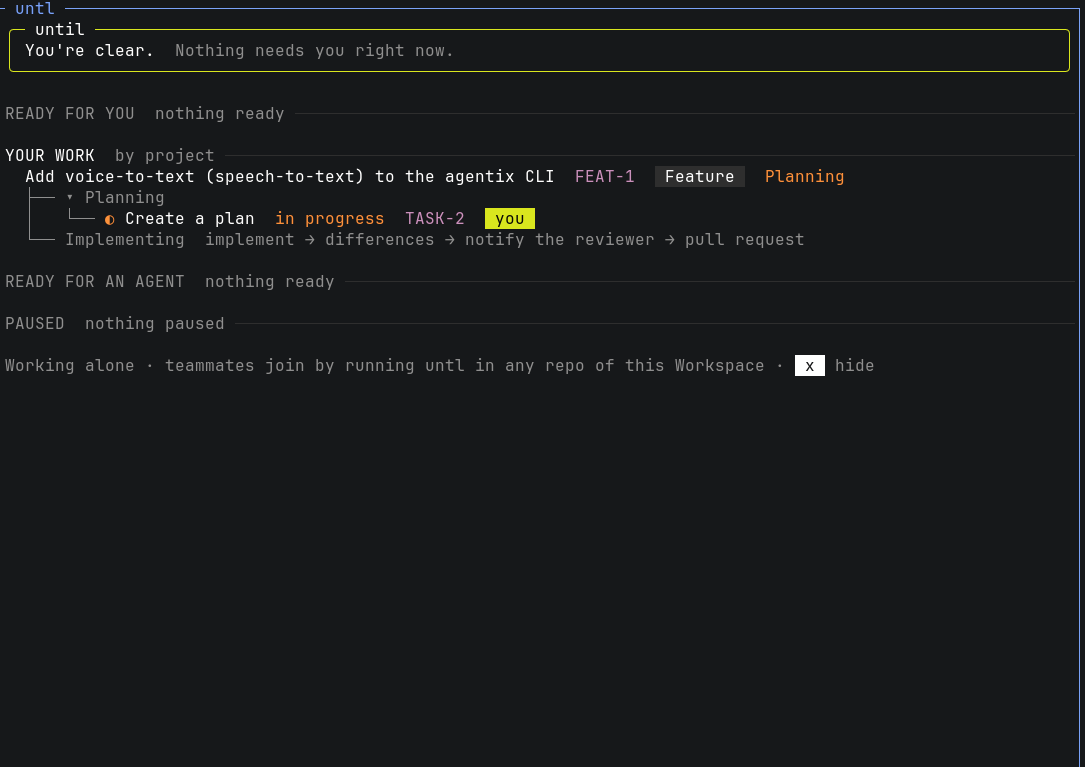 untl
until
You're clear.  Nothing needs you right now.
READY FOR YOU  nothing ready
YOUR WORK  by project
Add voice-to-text (speech-to-text) to the agentix CLI  FEAT-1  Feature  Planning
▾ Planning
◐ Create a plan  in progress  TASK-2  you
Implementing  implement → differences → notify the reviewer → pull request
READY FOR AN AGENT  nothing ready
PAUSED  nothing paused
Working alone · teammates join by running untl in any repo of this Workspace ·  x  hide